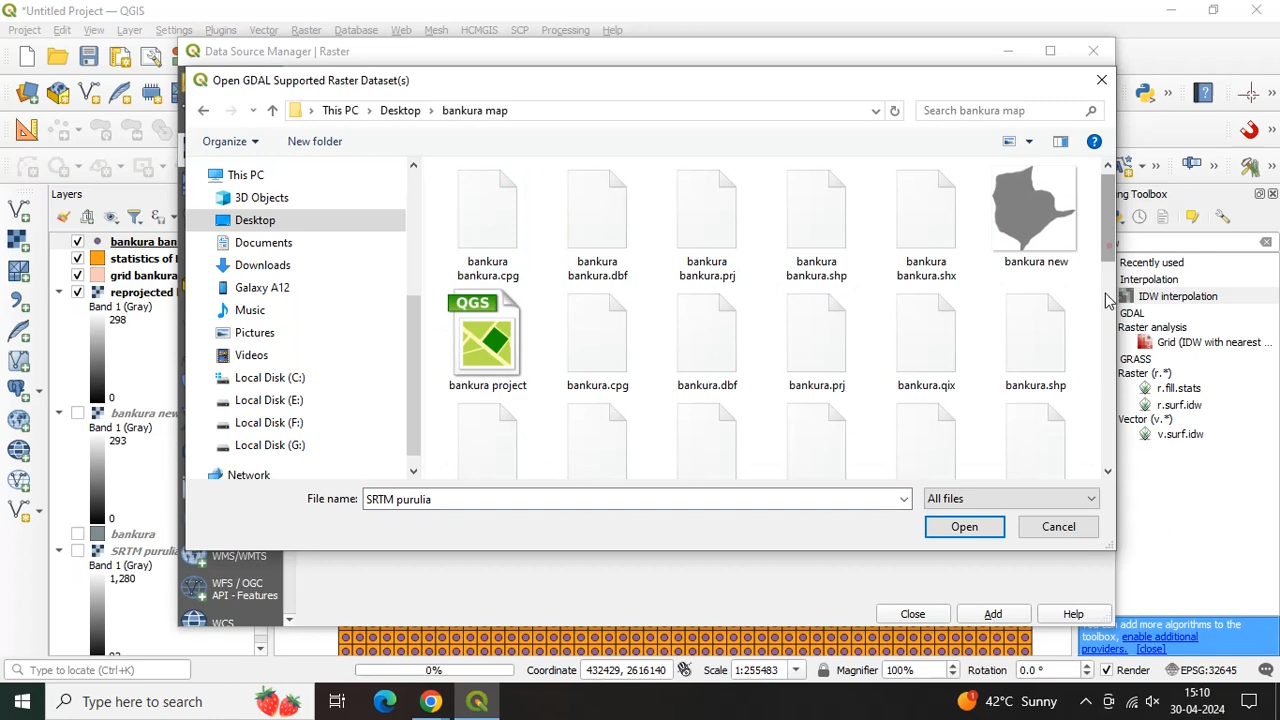 *Untitled Project — QGIS
Project Edit View Layer Settings Plugins Vector Raster Database Web Mesh HCMGIS SCP Processing Help
Data Source Manager | Raster
Open GDAL Supported Raster Dataset(s)
This PC > Desktop > bankura map
Search bankura map
Organize
New folder
This PC
3D Objects
Desktop
Documents
Downloads
Galaxy A12
Music
Pictures
Videos
Local Disk (C:)
Local Disk (E:)
Local Disk (F:)
Local Disk (G:)
Network
bankura bankura.cpg
bankura bankura.dbf
bankura bankura.prj
bankura bankura.shp
bankura bankura.shx
bankura new
QGS
bankura project
bankura.cpg
bankura.dbf
bankura.prj
bankura.qix
bankura.shp
File name: SRTM purulia
All files
Open
Cancel
Layers
bankura ban
statistics of
grid bankura
reprojected
Band 1 (Gray)
298
0
bankura new
Band 1 (Gray)
293
0
bankura
SRTM purulia
Band 1 (Gray)
1,280
WMS/WMTS
WFS / OGC
API - Features
WCS
Close
Add
Help
ssing Toolbox
Recently used
Interpolation
IDW interpolation
GDAL
Raster analysis
Grid (IDW with nearest ...
GRASS
Raster (r.*)
r.fill.stats
r.surf.idw
Vector (v.*)
v.surf.idw
can add more algorithms to the
toolbox, enable additional
providers. [close]
Type to locate (Ctrl+K)
0%
Coordinate 432429, 2616140
Scale 1:255483
Magnifier 100%
Rotation 0.0 °
Render
EPSG:32645
Type here to search
42°C Sunny
15:10
30-04-2024